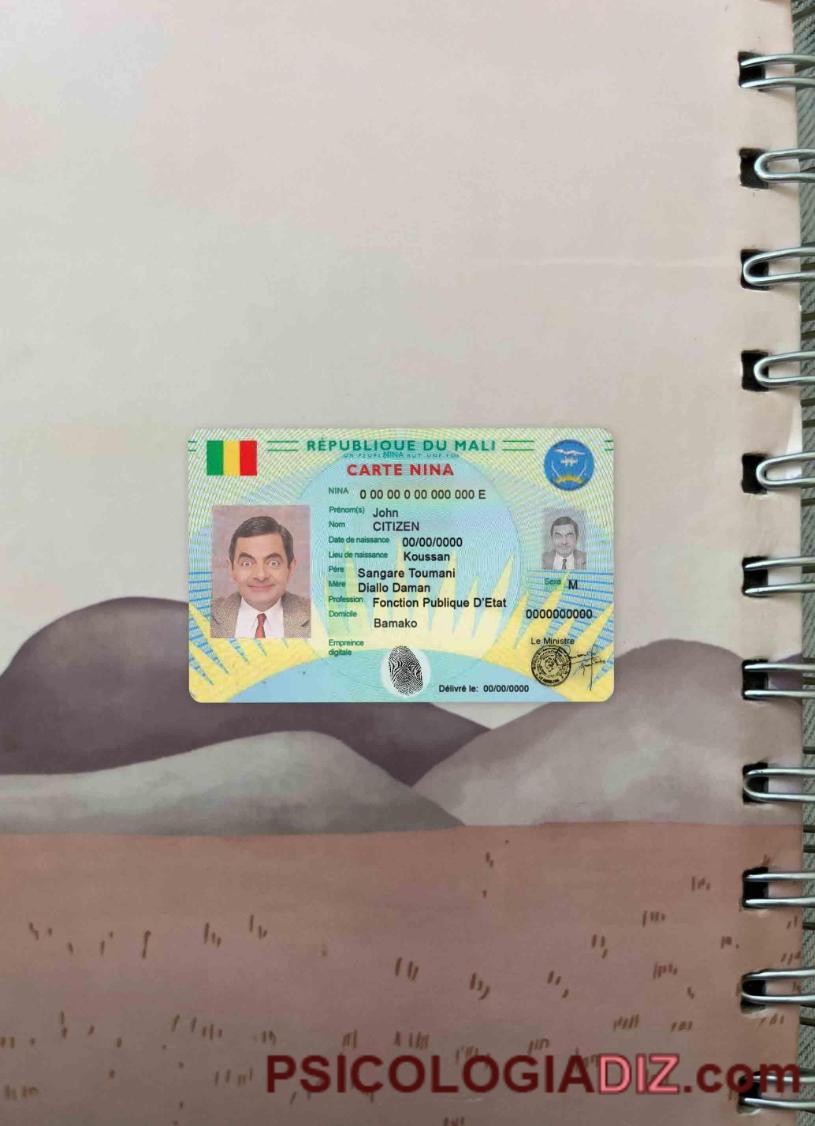 RÉPUBLIQUE DU MALI
UN PEUPLE UN BUT UNE FOI
CARTE NINA
NINA 0 00 00 0 00 000 000 E
Prénom(s) John
Nom CITIZEN
Date de naissance 00/00/0000
Lieu de naissance Koussan
Père Sangare Toumani
Sexe M
Mère Diallo Daman
Profession Fonction Publique D'Etat
0000000000
Domicile Bamako
Empreince digitale
Le Ministre
Délivré le: 00/00/0000
PSICOLOGIADIZ.com